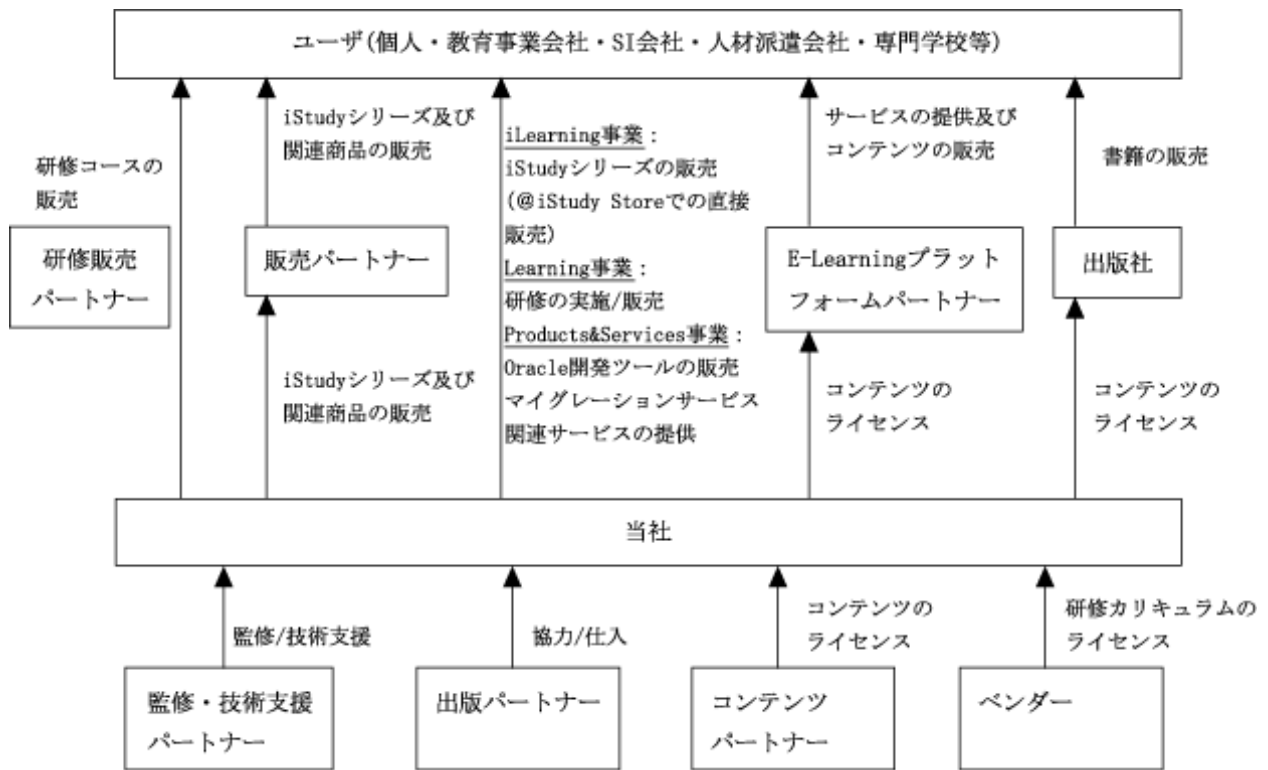 ユーザ(個人・教育事業会社・SI会社・人材派遣会社・専門学校等)
研修コースの
販売
iStudyシリーズ及び
関連商品の販売
iLearning事業：
iStudyシリーズの販売
(@iStudy Storeでの直接
販売)
Learning事業：
研修の実施/販売
Products&Services事業：
Oracle開発ツールの販売
マイグレーションサービス
関連サービスの提供
サービスの提供及び
コンテンツの販売
書籍の販売
研修販売
パートナー
販売パートナー
E-Learningプラット
フォームパートナー
出版社
iStudyシリーズ及び
関連商品の販売
コンテンツの
ライセンス
コンテンツの
ライセンス
当社
監修/技術支援
協力/仕入
コンテンツの
ライセンス
研修カリキュラムの
ライセンス
監修・技術支援
パートナー
出版パートナー
コンテンツ
パートナー
ベンダー